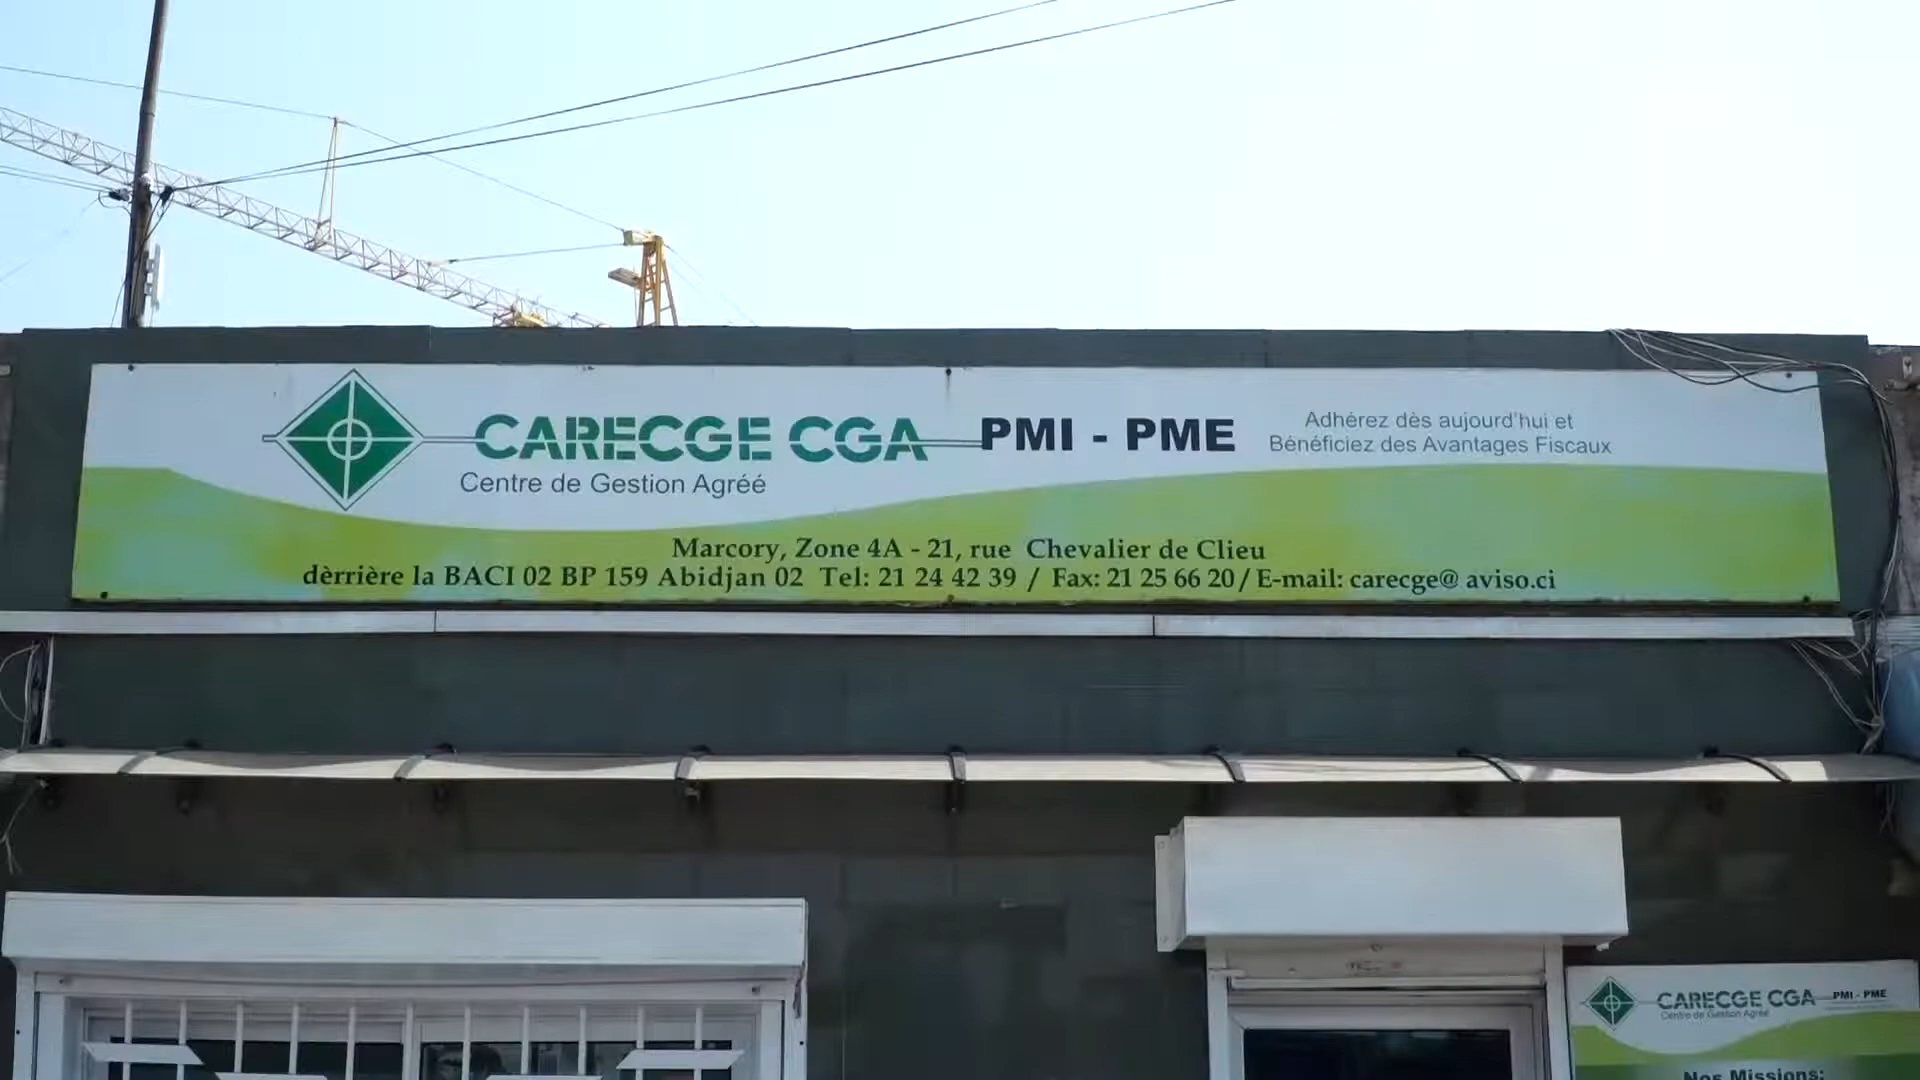 CARECGE CGA PMI - PME
Centre de Gestion Agréé
Adhérez dès aujourd'hui et
Bénéficiez des Avantages Fiscaux
Marcory, Zone 4A - 21, rue Chevalier de Clieu
dèrrière la BACI 02 BP 159 Abidjan 02 Tel: 21 24 42 39 / Fax: 21 25 66 20 / E-mail: carecge@ aviso.ci
CARECGE CGA PMI - PME
Centre de Gestion Agréé
Nos Missions: